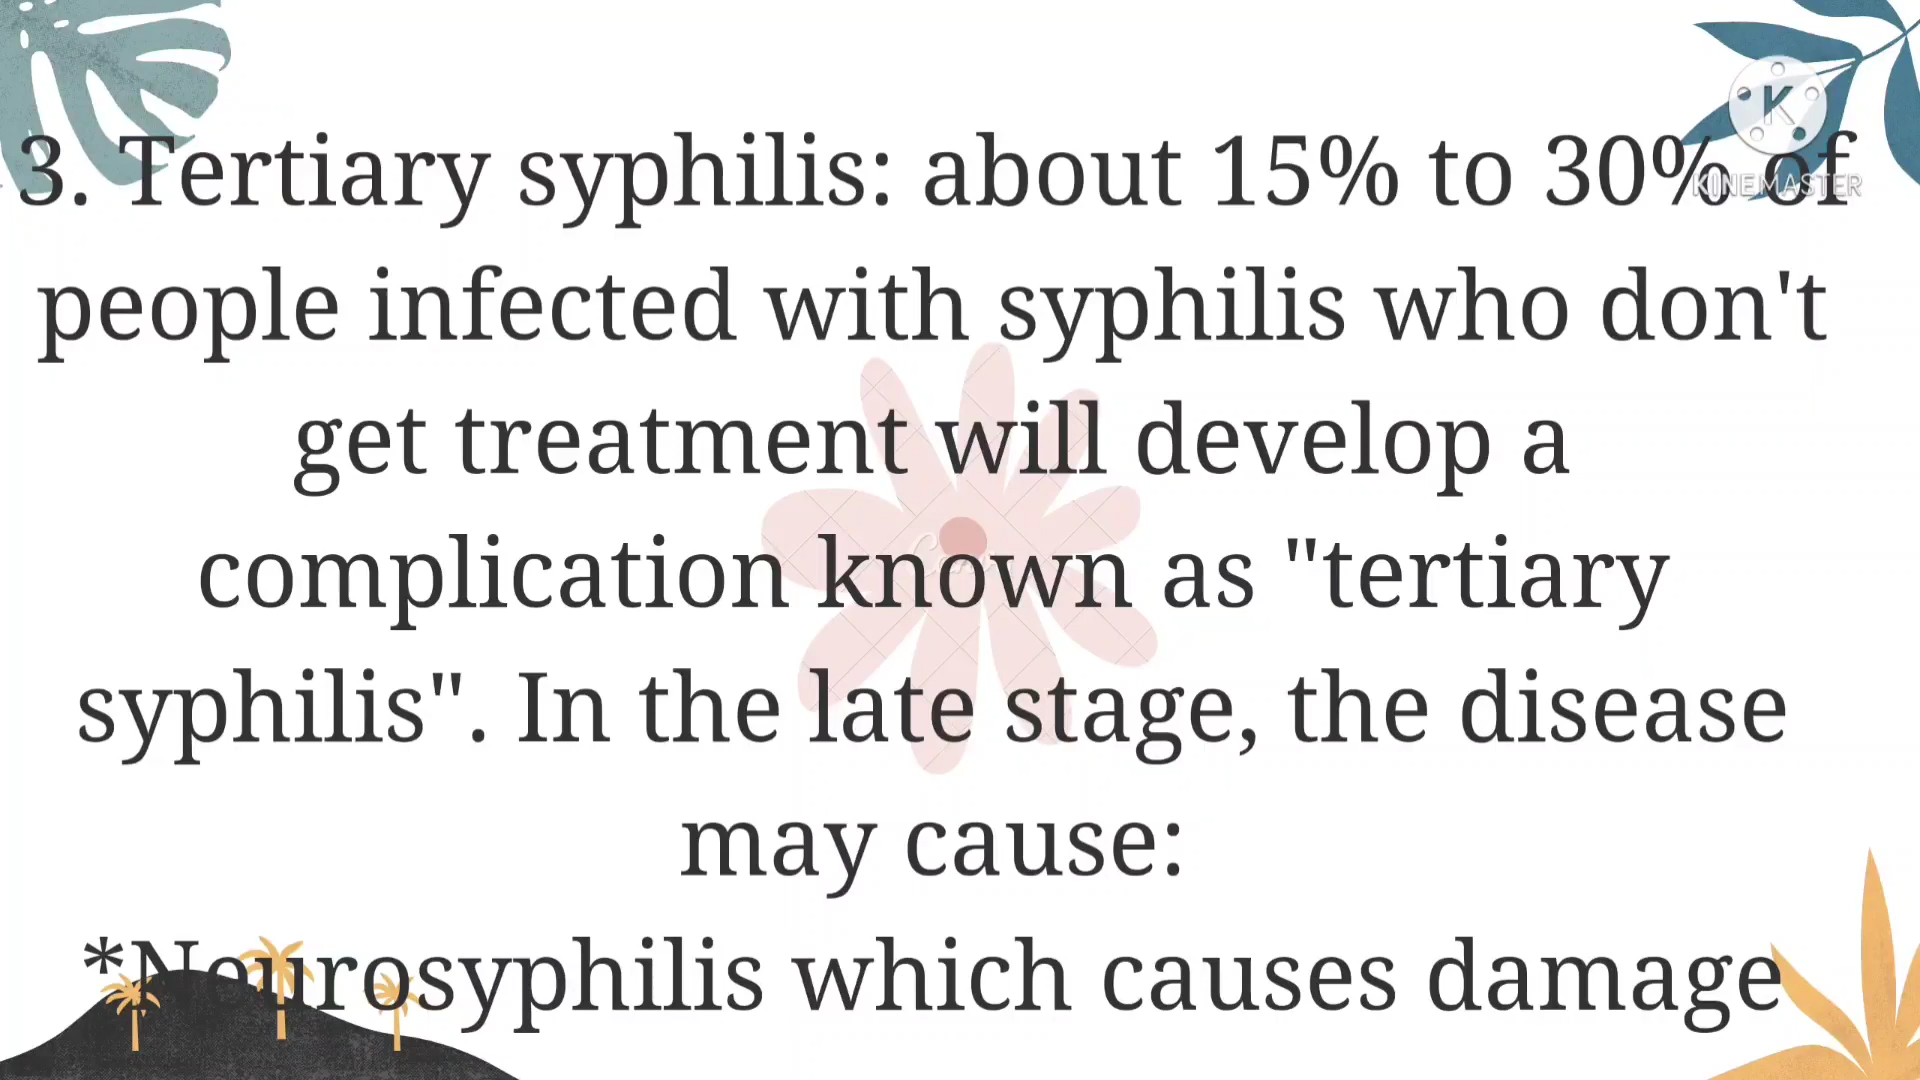 3. Tertiary syphilis: about 15% to 30% of
people infected with syphilis who don't
get treatment will develop a
complication known as "tertiary
syphilis". In the late stage, the disease
may cause:
*Neurosyphilis which causes damage
KINEMASTER